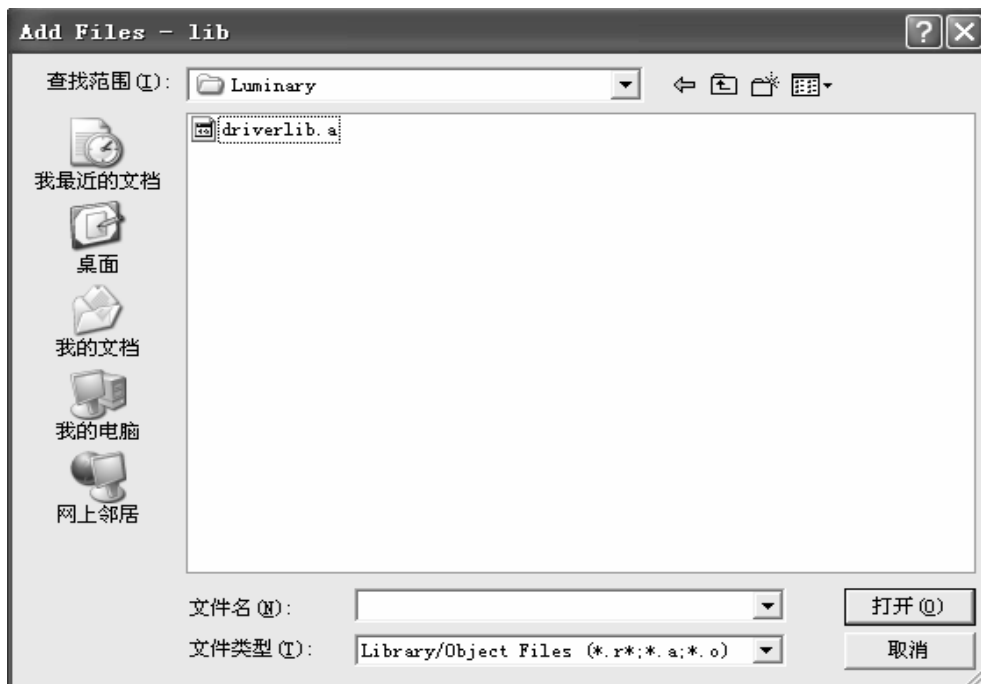 Add Files - lib
查找范围(I):
Luminary
driverlib.a
我最近的文档
桌面
我的文档
我的电脑
网上邻居
文件名(N):
打开(O)
文件类型(T):
Library/Object Files (*.r*;*.a;*.o)
取消